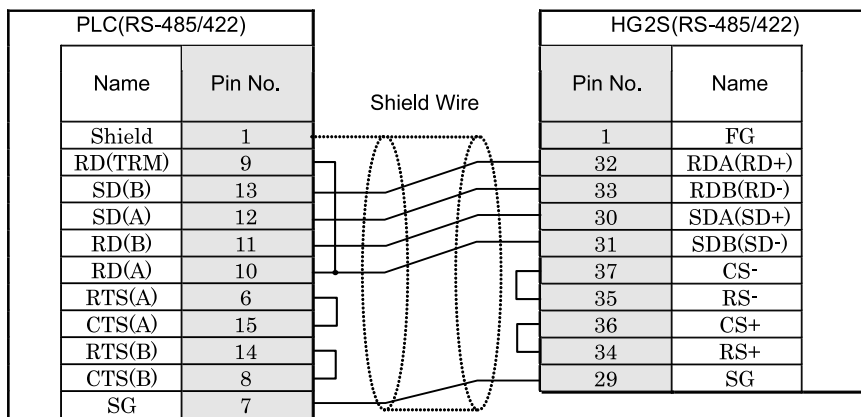 PLC(RS-485/422)
Name Pin No.
Shield 1
RD(TRM) 9
SD(B) 13
SD(A) 12
RD(B) 11
RD(A) 10
RTS(A) 6
CTS(A) 15
RTS(B) 14
CTS(B) 8
SG 7
Shield Wire
HG2S(RS-485/422)
Pin No. Name
1 FG
32 RDA(RD+)
33 RDB(RD-)
30 SDA(SD+)
31 SDB(SD-)
37 CS-
35 RS-
36 CS+
34 RS+
29 SG